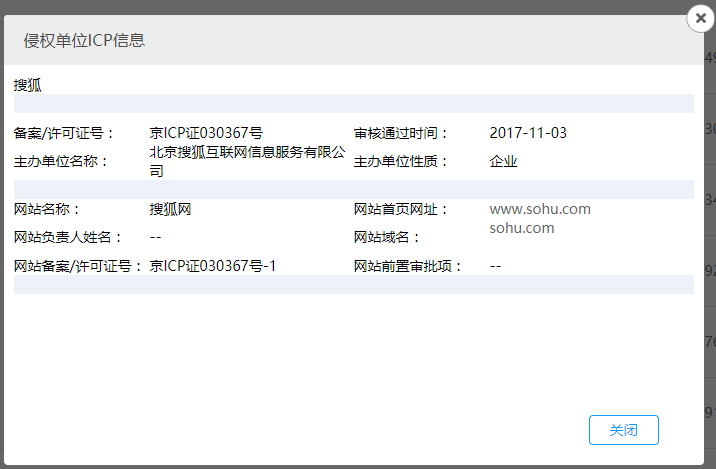 侵权单位ICP信息
搜狐
备案/许可证号： 京ICP证030367号 审核通过时间： 2017-11-03
主办单位名称： 北京搜狐互联网信息服务有限公 主办单位性质： 企业
司
网站名称： 搜狐网 网站首页网址： www.sohu.com
网站负责人姓名： -- 网站域名： sohu.com
网站备案/许可证号： 京ICP证030367号-1 网站前置审批项： --
关闭